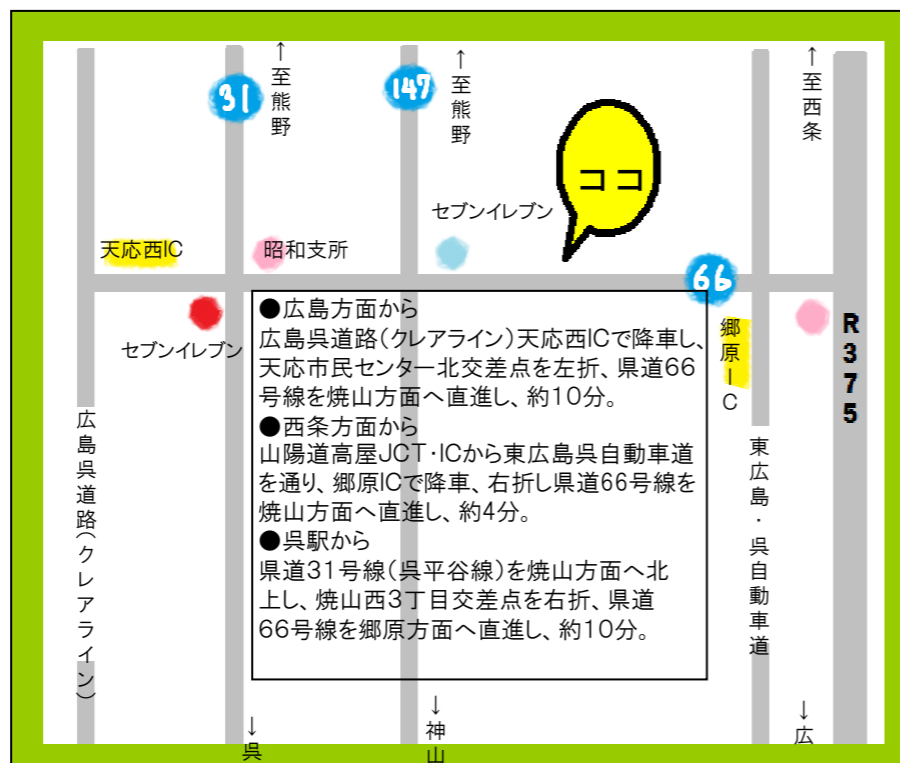 ↑至熊野
↑至熊野
↑至西条
31
147
ココ
セブンイレブン
天応西IC
昭和支所
66
セブンイレブン
郷原IC
R375
●広島方面から
広島呉道路(クレアライン)天応西ICで降車し、
天応市民センター北交差点を左折、県道66
号線を焼山方面へ直進し、約10分。
●西条方面から
山陽道高屋JCT・ICから東広島呉自動車道
を通り、郷原ICで降車、右折し県道66号線を
焼山方面へ直進し、約4分。
●呉駅から
県道31号線(呉平谷線)を焼山方面へ北
上し、焼山西3丁目交差点を右折、県道
66号線を郷原方面へ直進し、約10分。
広島呉道路(クレアライン)
東広島・呉自動車道
↓呉
↓神山
↓広